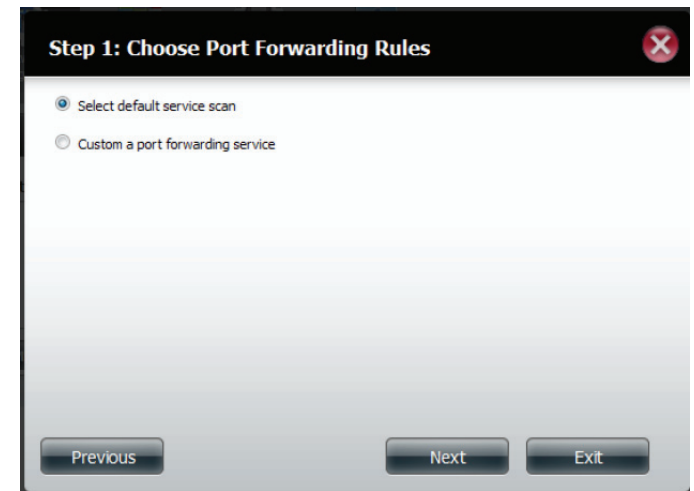 Step 1: Choose Port Forwarding Rules
Select default service scan
Custom a port forwarding service
Previous
Next
Exit